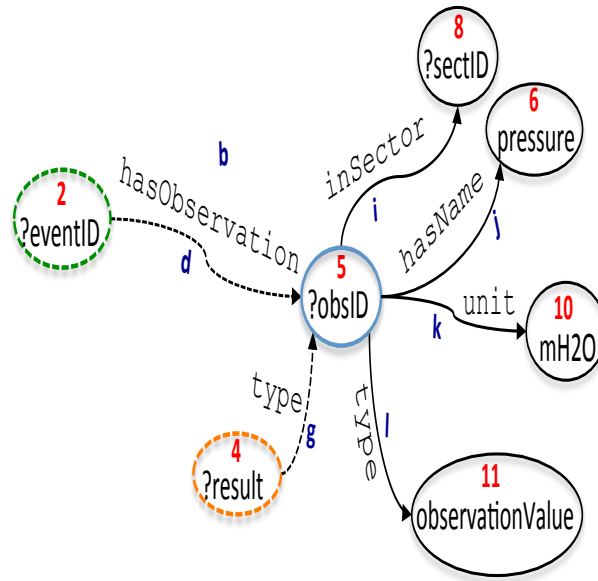 8
?sectID
6
pressure
b
inSector
hasName
2
?eventID
hasObservation
i
j
d
5
?obsID
unit
10
mH2O
k
type
g
type
l
4
?result
11
observationValue